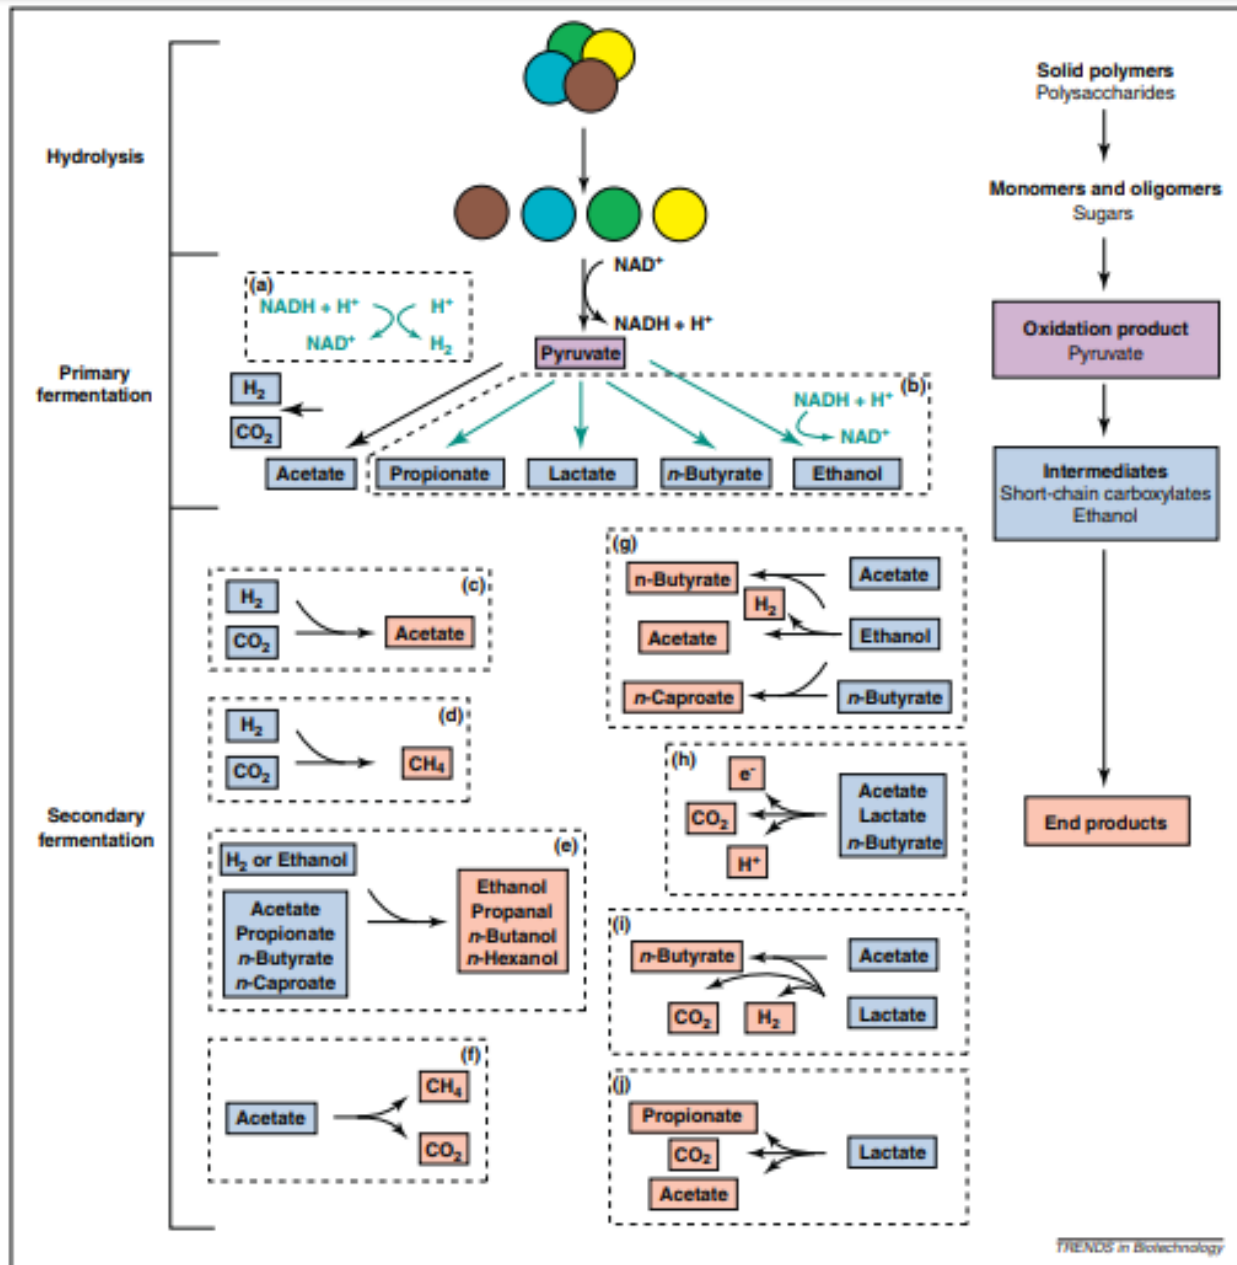 Solid polymers
Polysaccharides
Hydrolysis
Monomers and oligomers
Sugars
NAD⁺
(a)
NADH + H⁺ H⁺
NAD⁺ H₂
NADH + H⁺
Oxidation product
Pyruvate
Pyruvate
Primary
fermentation
H₂
CO₂
(b)
NADH + H⁺
NAD⁺
Acetate Propionate Lactate n-Butyrate Ethanol
Intermediates
Short-chain carboxylates
Ethanol
Secondary
fermentation
(c)
H₂
CO₂
Acetate
(d)
H₂
CO₂
CH₄
(e)
H₂ or Ethanol
Acetate
Propionate
n-Butyrate
n-Caproate
Ethanol
Propanal
n-Butanol
n-Hexanol
(f)
Acetate
CH₄
CO₂
(g)
n-Butyrate Acetate
H₂
Acetate Ethanol
n-Caproate n-Butyrate
(h)
e⁻
CO₂
H⁺
Acetate
Lactate
n-Butyrate
End products
(i)
n-Butyrate Acetate
CO₂ H₂ Lactate
(j)
Propionate
CO₂ Lactate
Acetate
TRENDS in Biotechnology